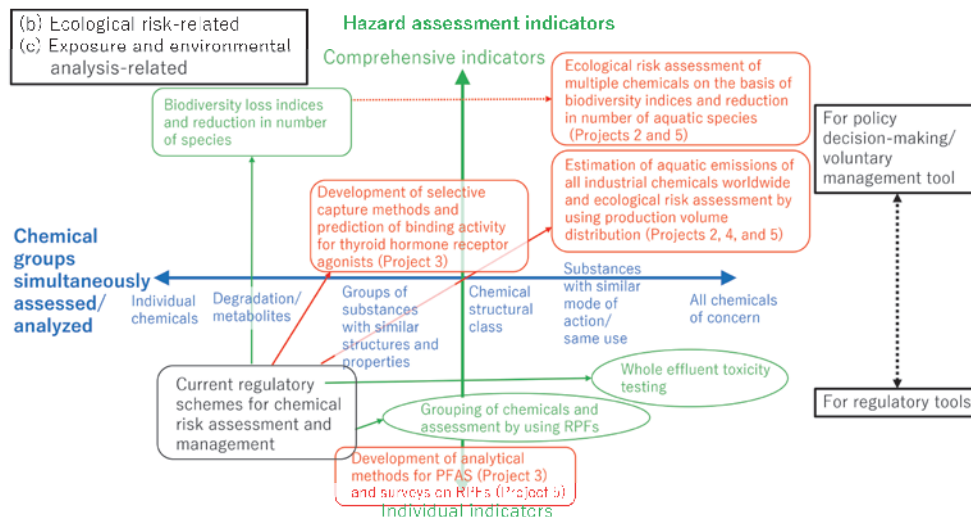 (b) Ecological risk-related
(c) Exposure and environmental
analysis-related
Hazard assessment indicators
Comprehensive indicators
Biodiversity loss indices
and reduction in number
of species
Ecological risk assessment of
multiple chemicals on the basis of
biodiversity indices and reduction
in number of aquatic species
(Projects 2 and 5)
For policy
decision-making/
voluntary
management tool
Estimation of aquatic emissions of
all industrial chemicals worldwide
and ecological risk assessment by
using production volume
distribution (Projects 2, 4, and 5)
Development of selective
capture methods and
prediction of binding activity
for thyroid hormone receptor
agonists (Project 3)
Chemical
groups
simultaneously
assessed/
analyzed
Individual
chemicals
Degradation/
metabolites
Groups of
substances
with similar
structures and
properties
Chemical
structural
class
Substances
with similar
mode of
action/
same use
All chemicals
of concern
Current regulatory
schemes for chemical
risk assessment and
management
Whole effluent toxicity
testing
Grouping of chemicals and
assessment by using RPFs
For regulatory tools
Development of analytical
methods for PFAS (Project 3)
and surveys on RPFs (Project 5)
Individual indicators